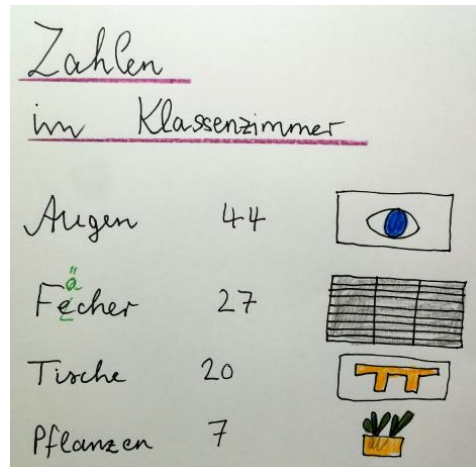 Zahlen
im Klassenzimmer
Augen 44
ä
Fecher 27
Tische 20
Pflanzen 7